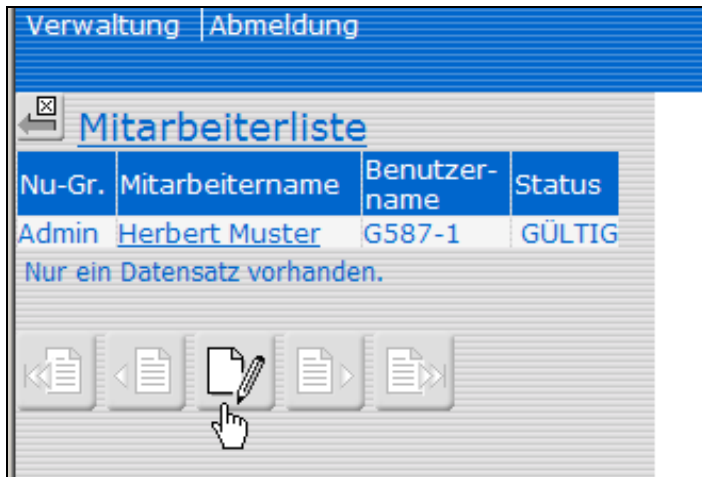 Verwaltung Abmeldung
Mitarbeiterliste
Nu-Gr. Mitarbeitername Benutzer-
name Status
Admin Herbert Muster G587-1 GÜLTIG
Nur ein Datensatz vorhanden.